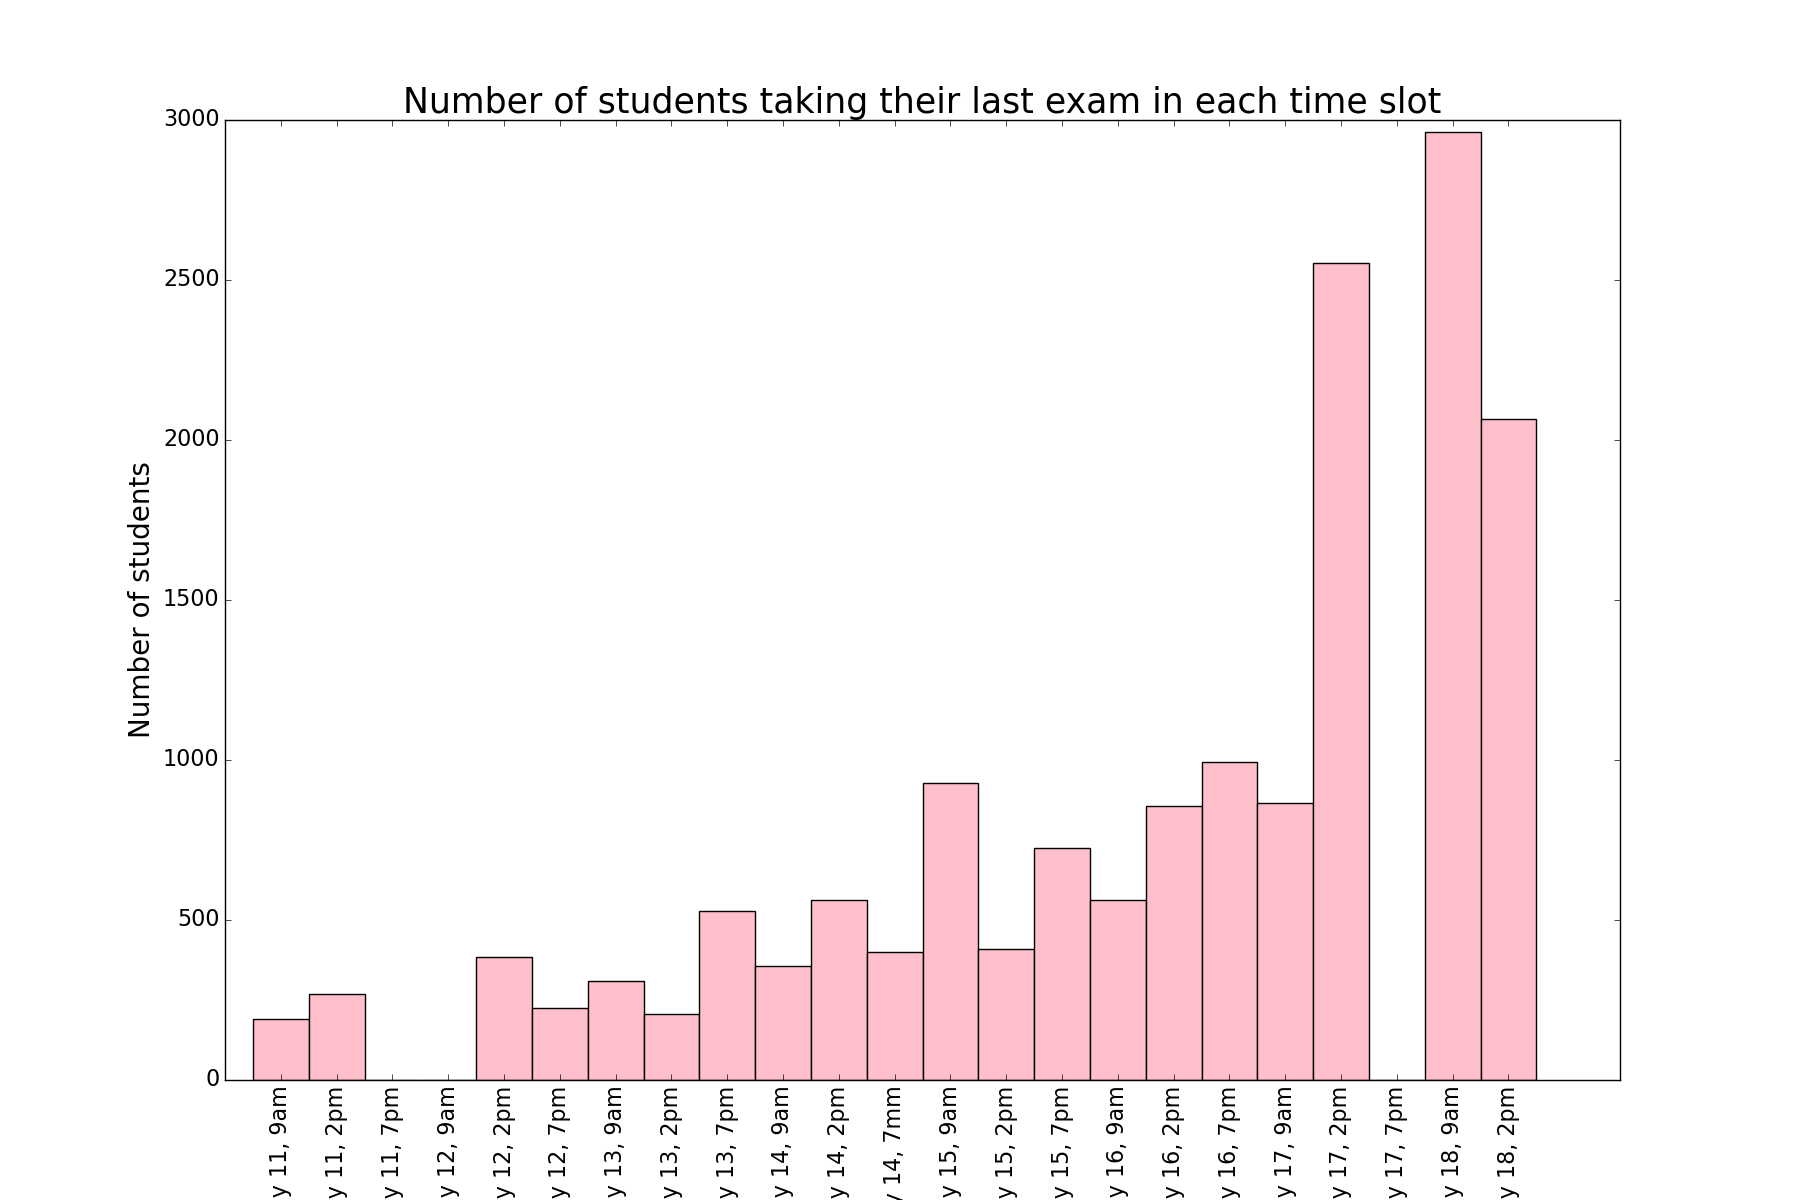 Number of students taking their last exam in each time slot
Number of students
3000
2500
2000
1500
1000
500
0
y 11, 9am
y 11, 2pm
y 11, 7pm
y 12, 9am
y 12, 2pm
y 12, 7pm
y 13, 9am
y 13, 2pm
y 13, 7pm
y 14, 9am
y 14, 2pm
y 14, 7mm
y 15, 9am
y 15, 2pm
y 15, 7pm
y 16, 9am
y 16, 2pm
y 16, 7pm
y 17, 9am
y 17, 2pm
y 17, 7pm
y 18, 9am
y 18, 2pm